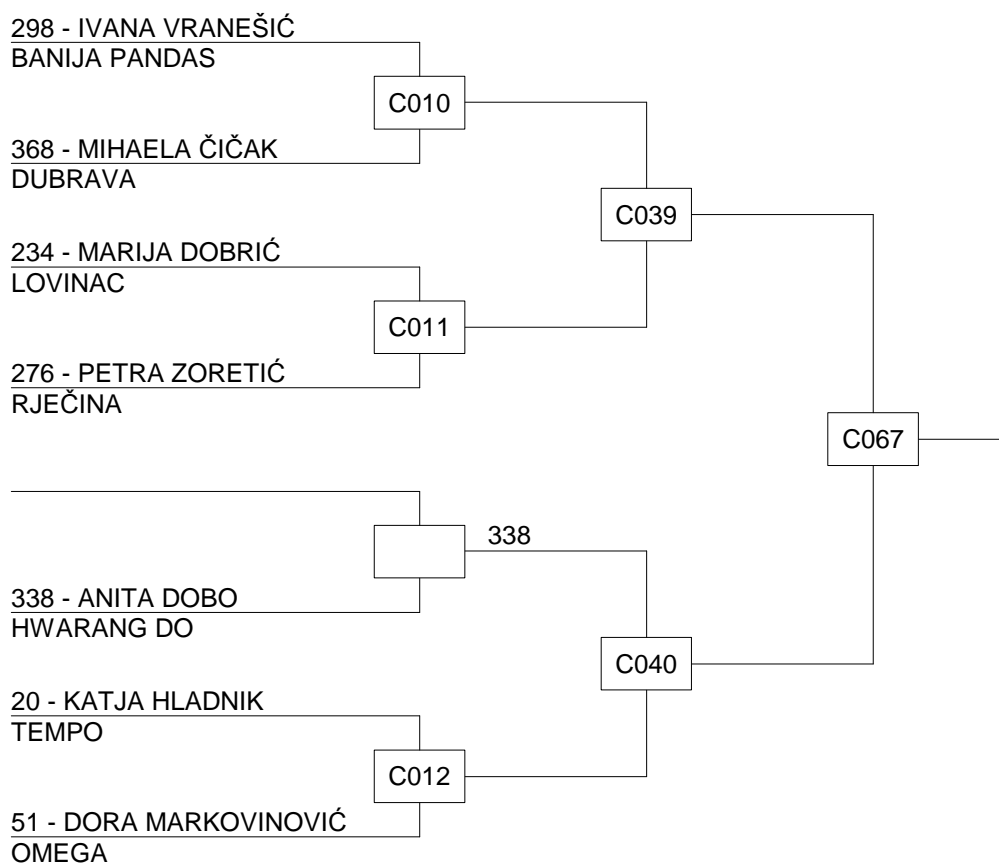 298 - IVANA VRANEŠIĆ
BANIJA PANDAS
C010
368 - MIHAELA ČIČAK
DUBRAVA
C039
234 - MARIJA DOBRIĆ
LOVINAC
C011
276 - PETRA ZORETIĆ
RJEČINA
C067
338
338 - ANITA DOBO
HWARANG DO
C040
20 - KATJA HLADNIK
TEMPO
C012
51 - DORA MARKOVINOVIĆ
OMEGA